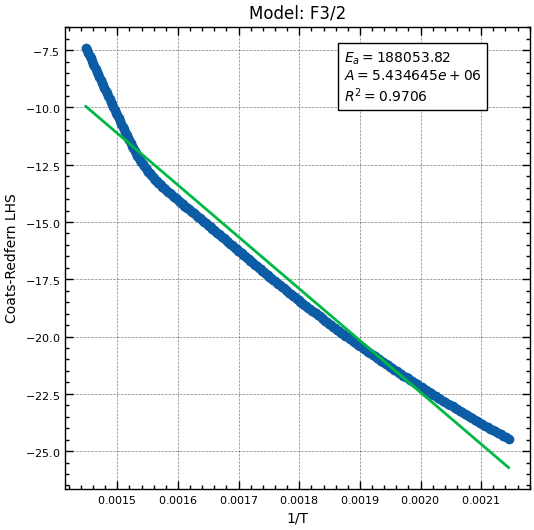 Model: F3/2
Eₐ = 188053.82
A = 5.434645e + 06
R² = 0.9706
−7.5
−10.0
−12.5
−15.0
−17.5
−20.0
−22.5
−25.0
Coats-Redfern LHS
0.0015 0.0016 0.0017 0.0018 0.0019 0.0020 0.0021
1/T